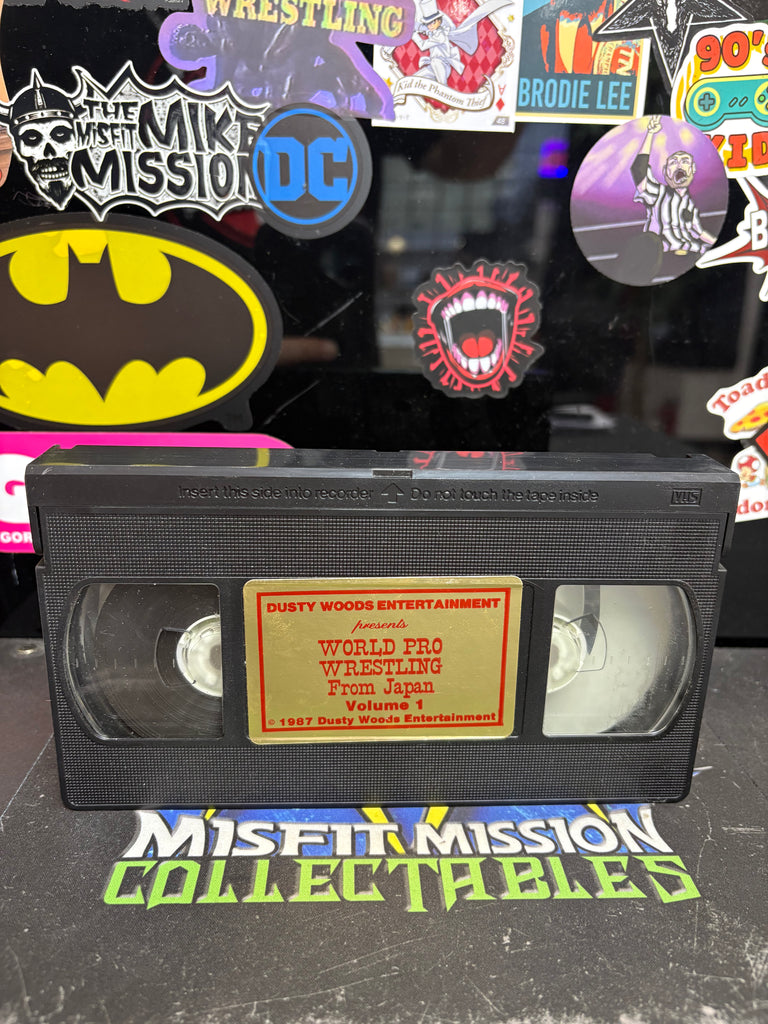 WRESTLING
Kid the Phantom Thief
BRODIE LEE
90's
KID
THE
MISFIT
MIKE
MISSION
DC
Toad
G
GOR
Insert this side into recorder Do not touch the tape inside
VHS
DUSTY WOODS ENTERTAINMENT
presents
WORLD PRO
WRESTLING
From Japan
Volume 1
© 1987 Dusty Woods Entertainment
MISFIT MISSION
COLLECTABLES